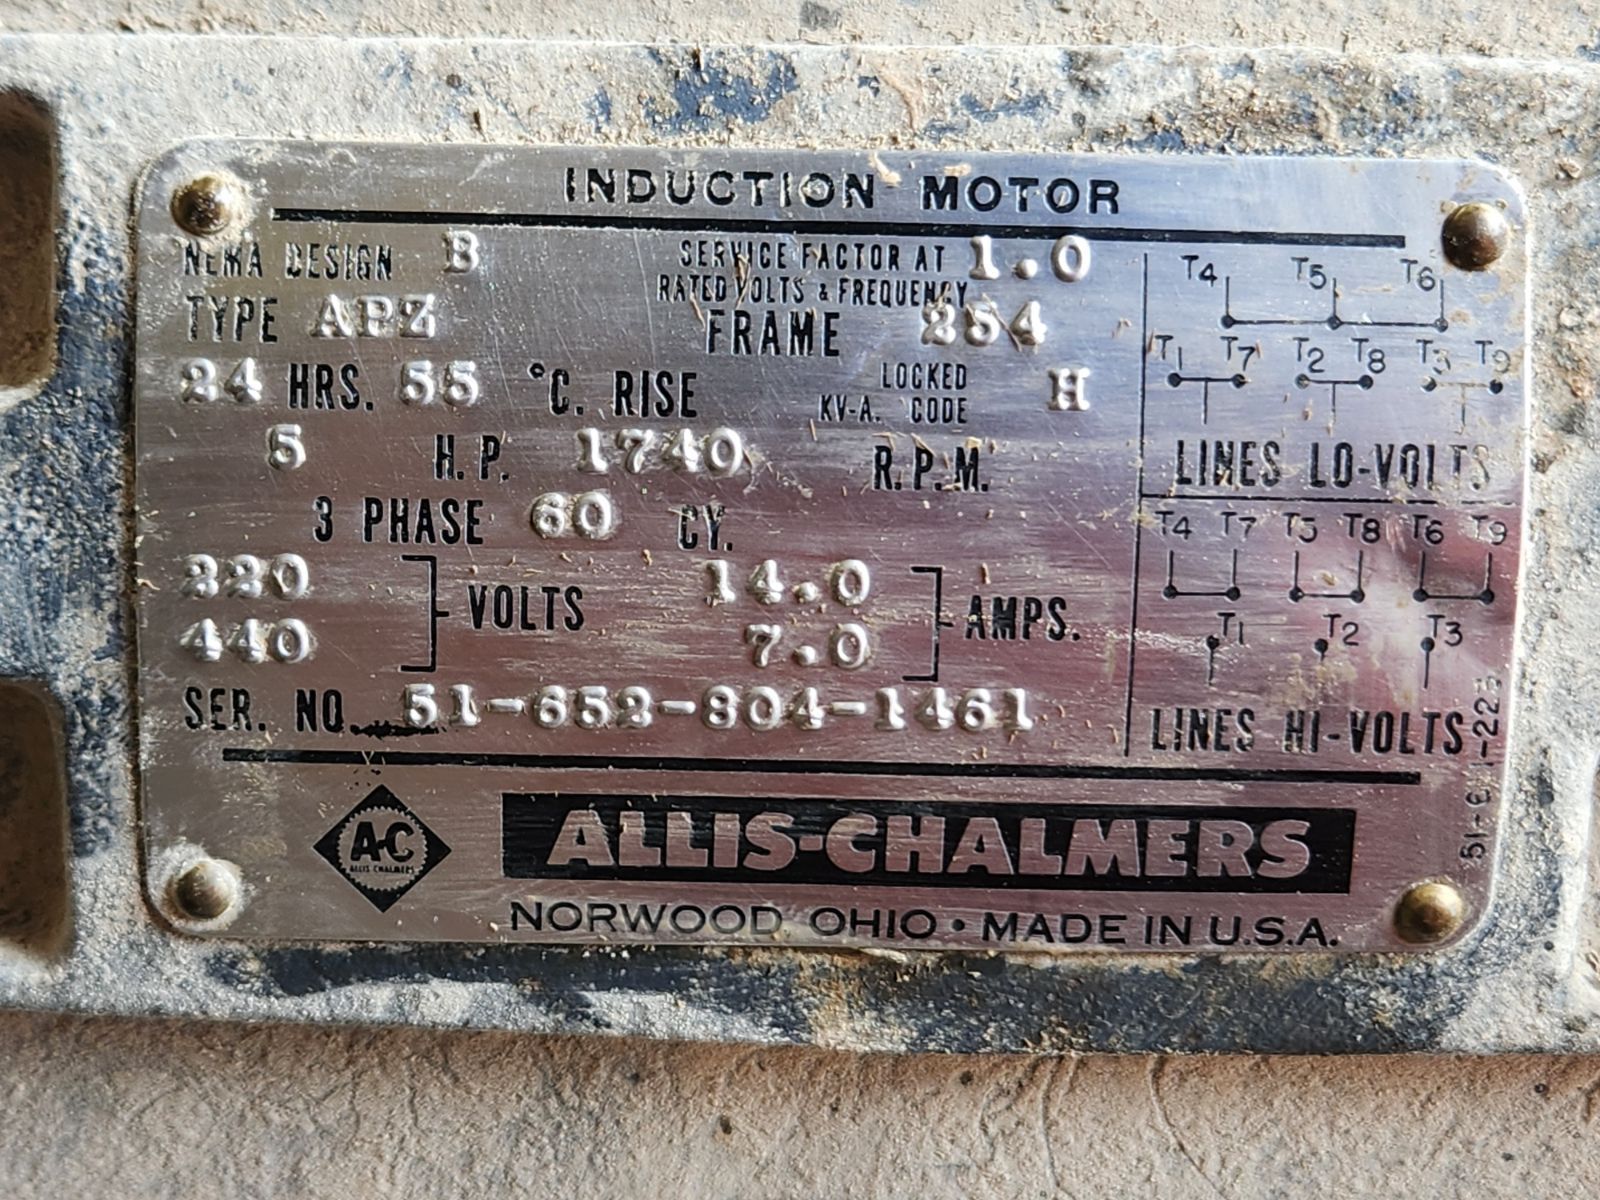 INDUCTION MOTOR
NEMA DESIGN B
SERVICE FACTOR AT 1.0
RATED VOLTS & FREQUENCY
TYPE APZ
FRAME 254
24 HRS. 55 °C. RISE
LOCKED
KV-A. CODE H
5 H.P. 1740 R.P.M.
3 PHASE 60 CY.
220
440
VOLTS
14.0
7.0
AMPS.
SER. NO. 51-652-804-1461
T4 T5 T6
T1 T7 T2 T8 T3 T9
LINES LO-VOLTS
T4 T7 T5 T8 T6 T9
T1 T2 T3
LINES HI-VOLTS
A-C
ALLIS CHALMERS
ALLIS-CHALMERS
NORWOOD, OHIO • MADE IN U.S.A.